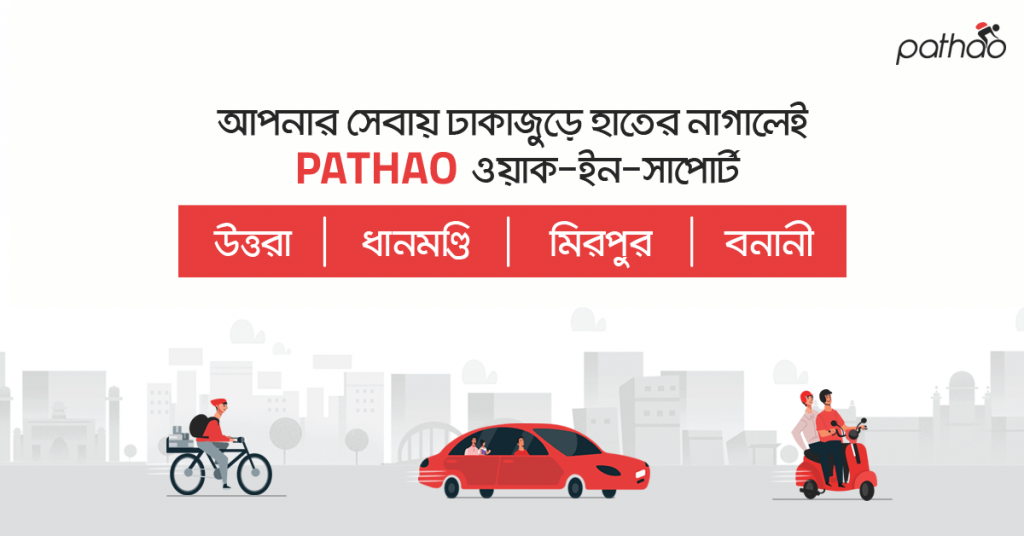 pathao
আপনার সেবায় ঢাকাজুড়ে হাতের নাগালেই
PATHAO ওয়াক-ইন-সাপোর্ট
উত্তরা | ধানমণ্ডি | মিরপুর | বনানী